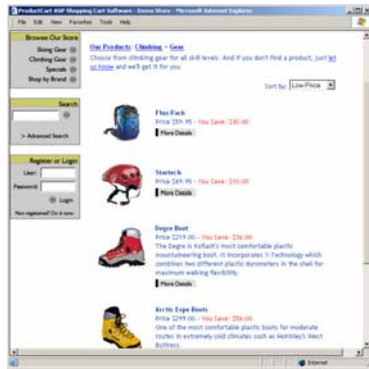 ProductCart ASP Shopping Cart Software - Demo Store - Microsoft Internet Explorer
File Edit View Favorites Tools Help
Browse Our Store
Skiing Gear
Climbing Gear
Specials
Shop by Brand
Search
> Advanced Search
Register or Login
User:
Password:
Login
Not registered? Do it now.
Our Products: Climbing > Gear
Choose from climbing gear for all skill levels. And if you don't find a product, just let
us know and we'll get it for you.
Sort by: Low Price
Flux Pack
Price $59.95 - You Save: $30.00
More Details
Startech
Price $89.95 - You Save: $10.00
More Details
Degre Boot
Price $219.00 - You Save: $36.00
The Degre is Koflach's most comfortable plastic
mountaineering boot. It incorporates Y-Technology which
combines two different plastic durometers in the shell for
maximum walking flexibility.
More Details
Arctis Expe Boots
Price $299.00 - You Save: $56.00
One of the most comfortable plastic boots for moderate
routes in extremely cold climates such as McKinley's West
Buttress.
Internet